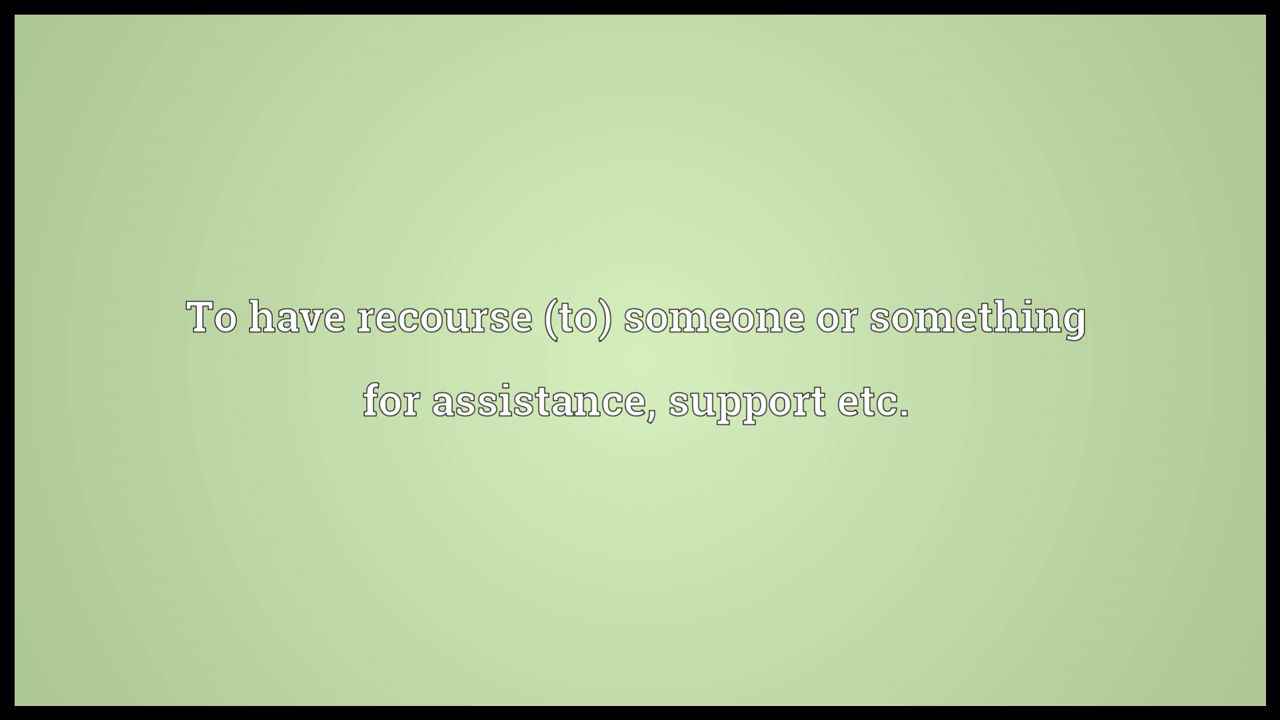 To have recourse (to) someone or something
for assistance, support etc.